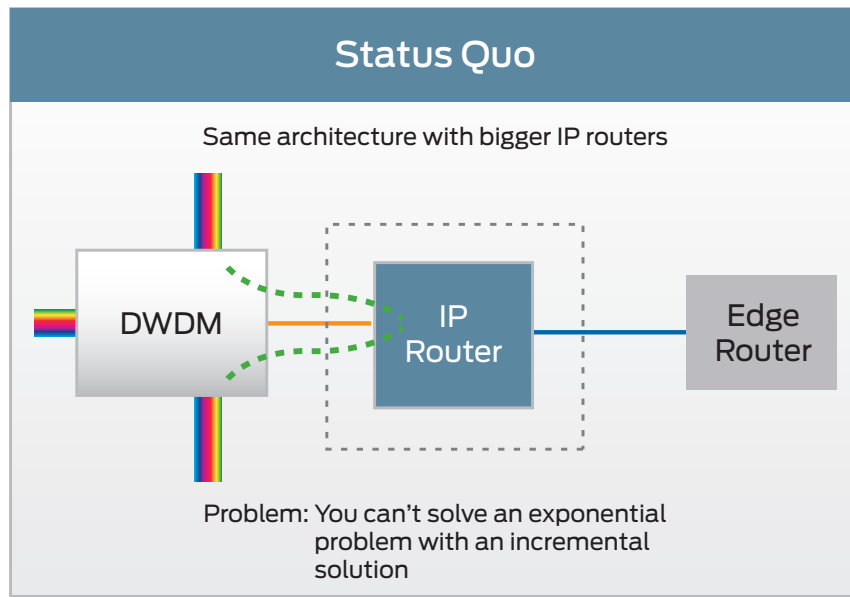 Status Quo
Same architecture with bigger IP routers
DWDM
IP
Router
Edge
Router
Problem: You can't solve an exponential
problem with an incremental
solution